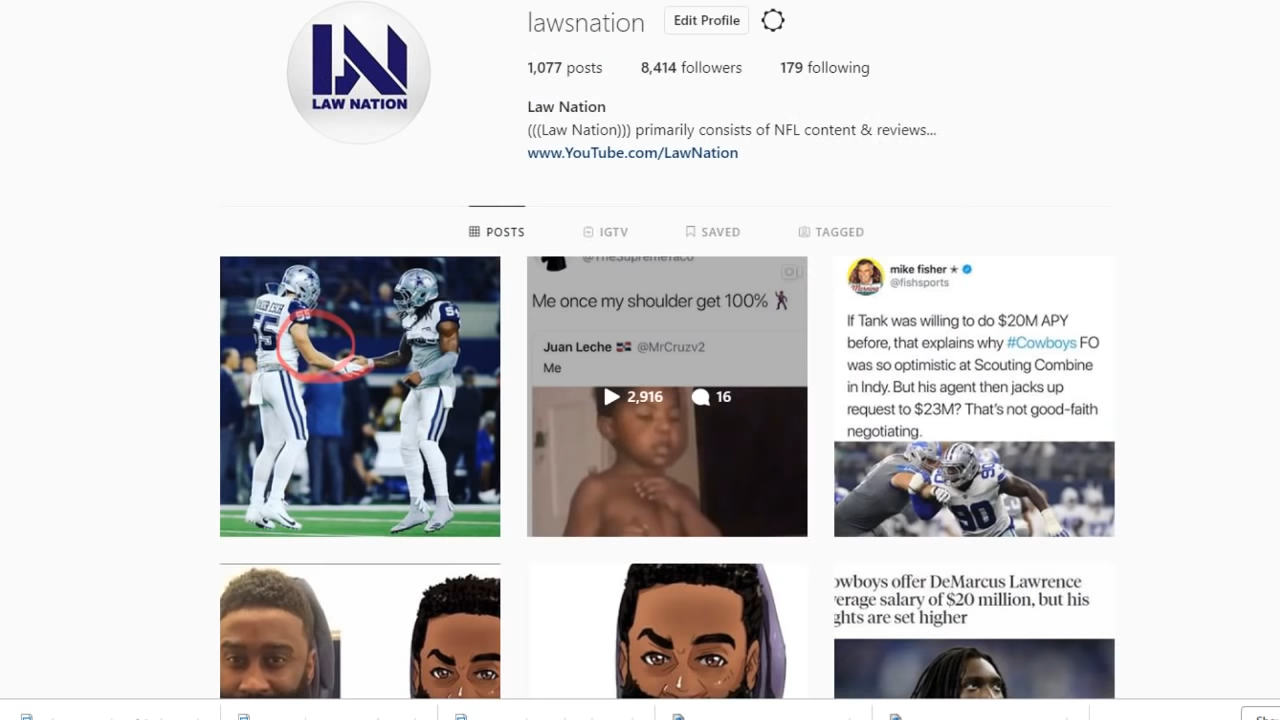 lawsnation Edit Profile
1,077 posts 8,414 followers 179 following
LAW NATION
Law Nation
(((Law Nation))) primarily consists of NFL content & reviews...
www.YouTube.com/LawNation
POSTS IGTV SAVED TAGGED
55
@TheSupremeTaco
Me once my shoulder get 100%
Juan Leche @MrCruzv2
Me
2,916 16
mike fisher
@fishsports
If Tank was willing to do $20M APY
before, that explains why #Cowboys FO
was so optimistic at Scouting Combine
in Indy. But his agent then jacks up
request to $23M? That's not good-faith
negotiating.
90
owboys offer DeMarcus Lawrence
verage salary of $20 million, but his
ghts are set higher